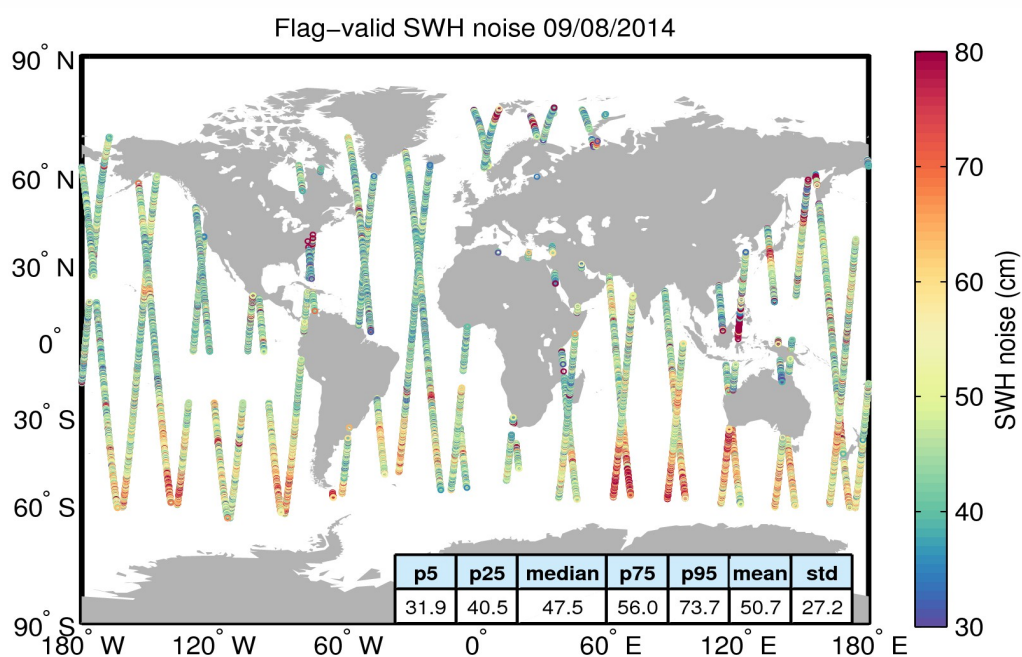 Flag−valid SWH noise 09/08/2014
90° N
60° N
30° N
0°
30° S
60° S
90° S
180° W
120° W
60° W
0°
60° E
120° E
180° E
p5 p25 median p75 p95 mean std
31.9 40.5 47.5 56.0 73.7 50.7 27.2
80
70
60
50
40
30
SWH noise (cm)